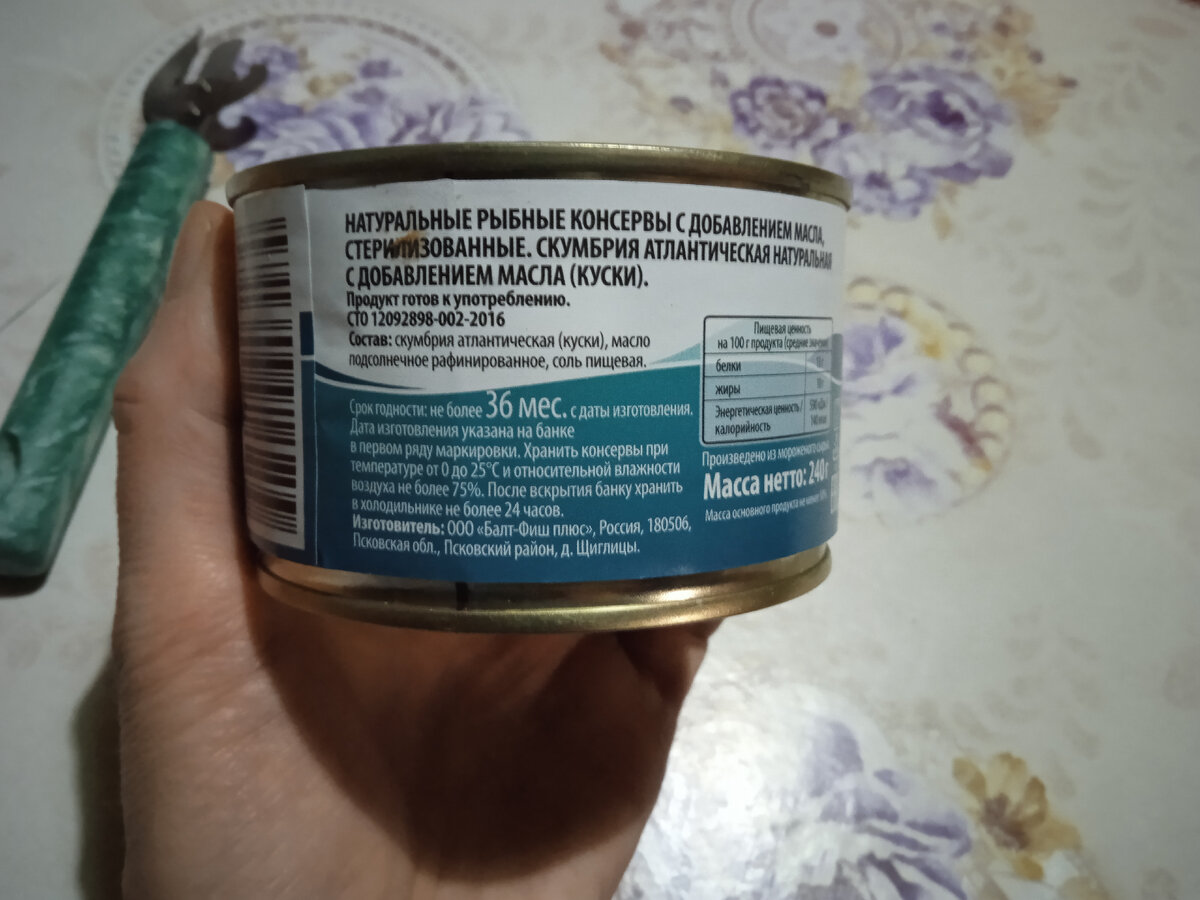 НАТУРАЛЬНЫЕ РЫБНЫЕ КОНСЕРВЫ С ДОБАВЛЕНИЕМ МАСЛА,
СТЕРИЛИЗОВАННЫЕ. СКУМБРИЯ АТЛАНТИЧЕСКАЯ НАТУРАЛЬНАЯ
С ДОБАВЛЕНИЕМ МАСЛА (КУСКИ).
Продукт готов к употреблению.
СТО 12092898-002-2016
Состав: скумбрия атлантическая (куски), масло
подсолнечное рафинированное, соль пищевая.
Срок годности: не более 36 мес. с даты изготовления.
Дата изготовления указана на банке
в первом ряду маркировки. Хранить консервы при
температуре от 0 до 25°С и относительной влажности
воздуха не более 75%. После вскрытия банку хранить
в холодильнике не более 24 часов.
Изготовитель: ООО «Балт-Фиш плюс», Россия, 180506,
Псковская обл., Псковский район, д. Щиглицы.
Пищевая ценность
на 100 г продукта (средние значения)
белки
жиры
Энергетическая ценность/
калорийность
Произведено из мороженого сырья
Масса нетто: 240 г
Масса основного продукта не менее